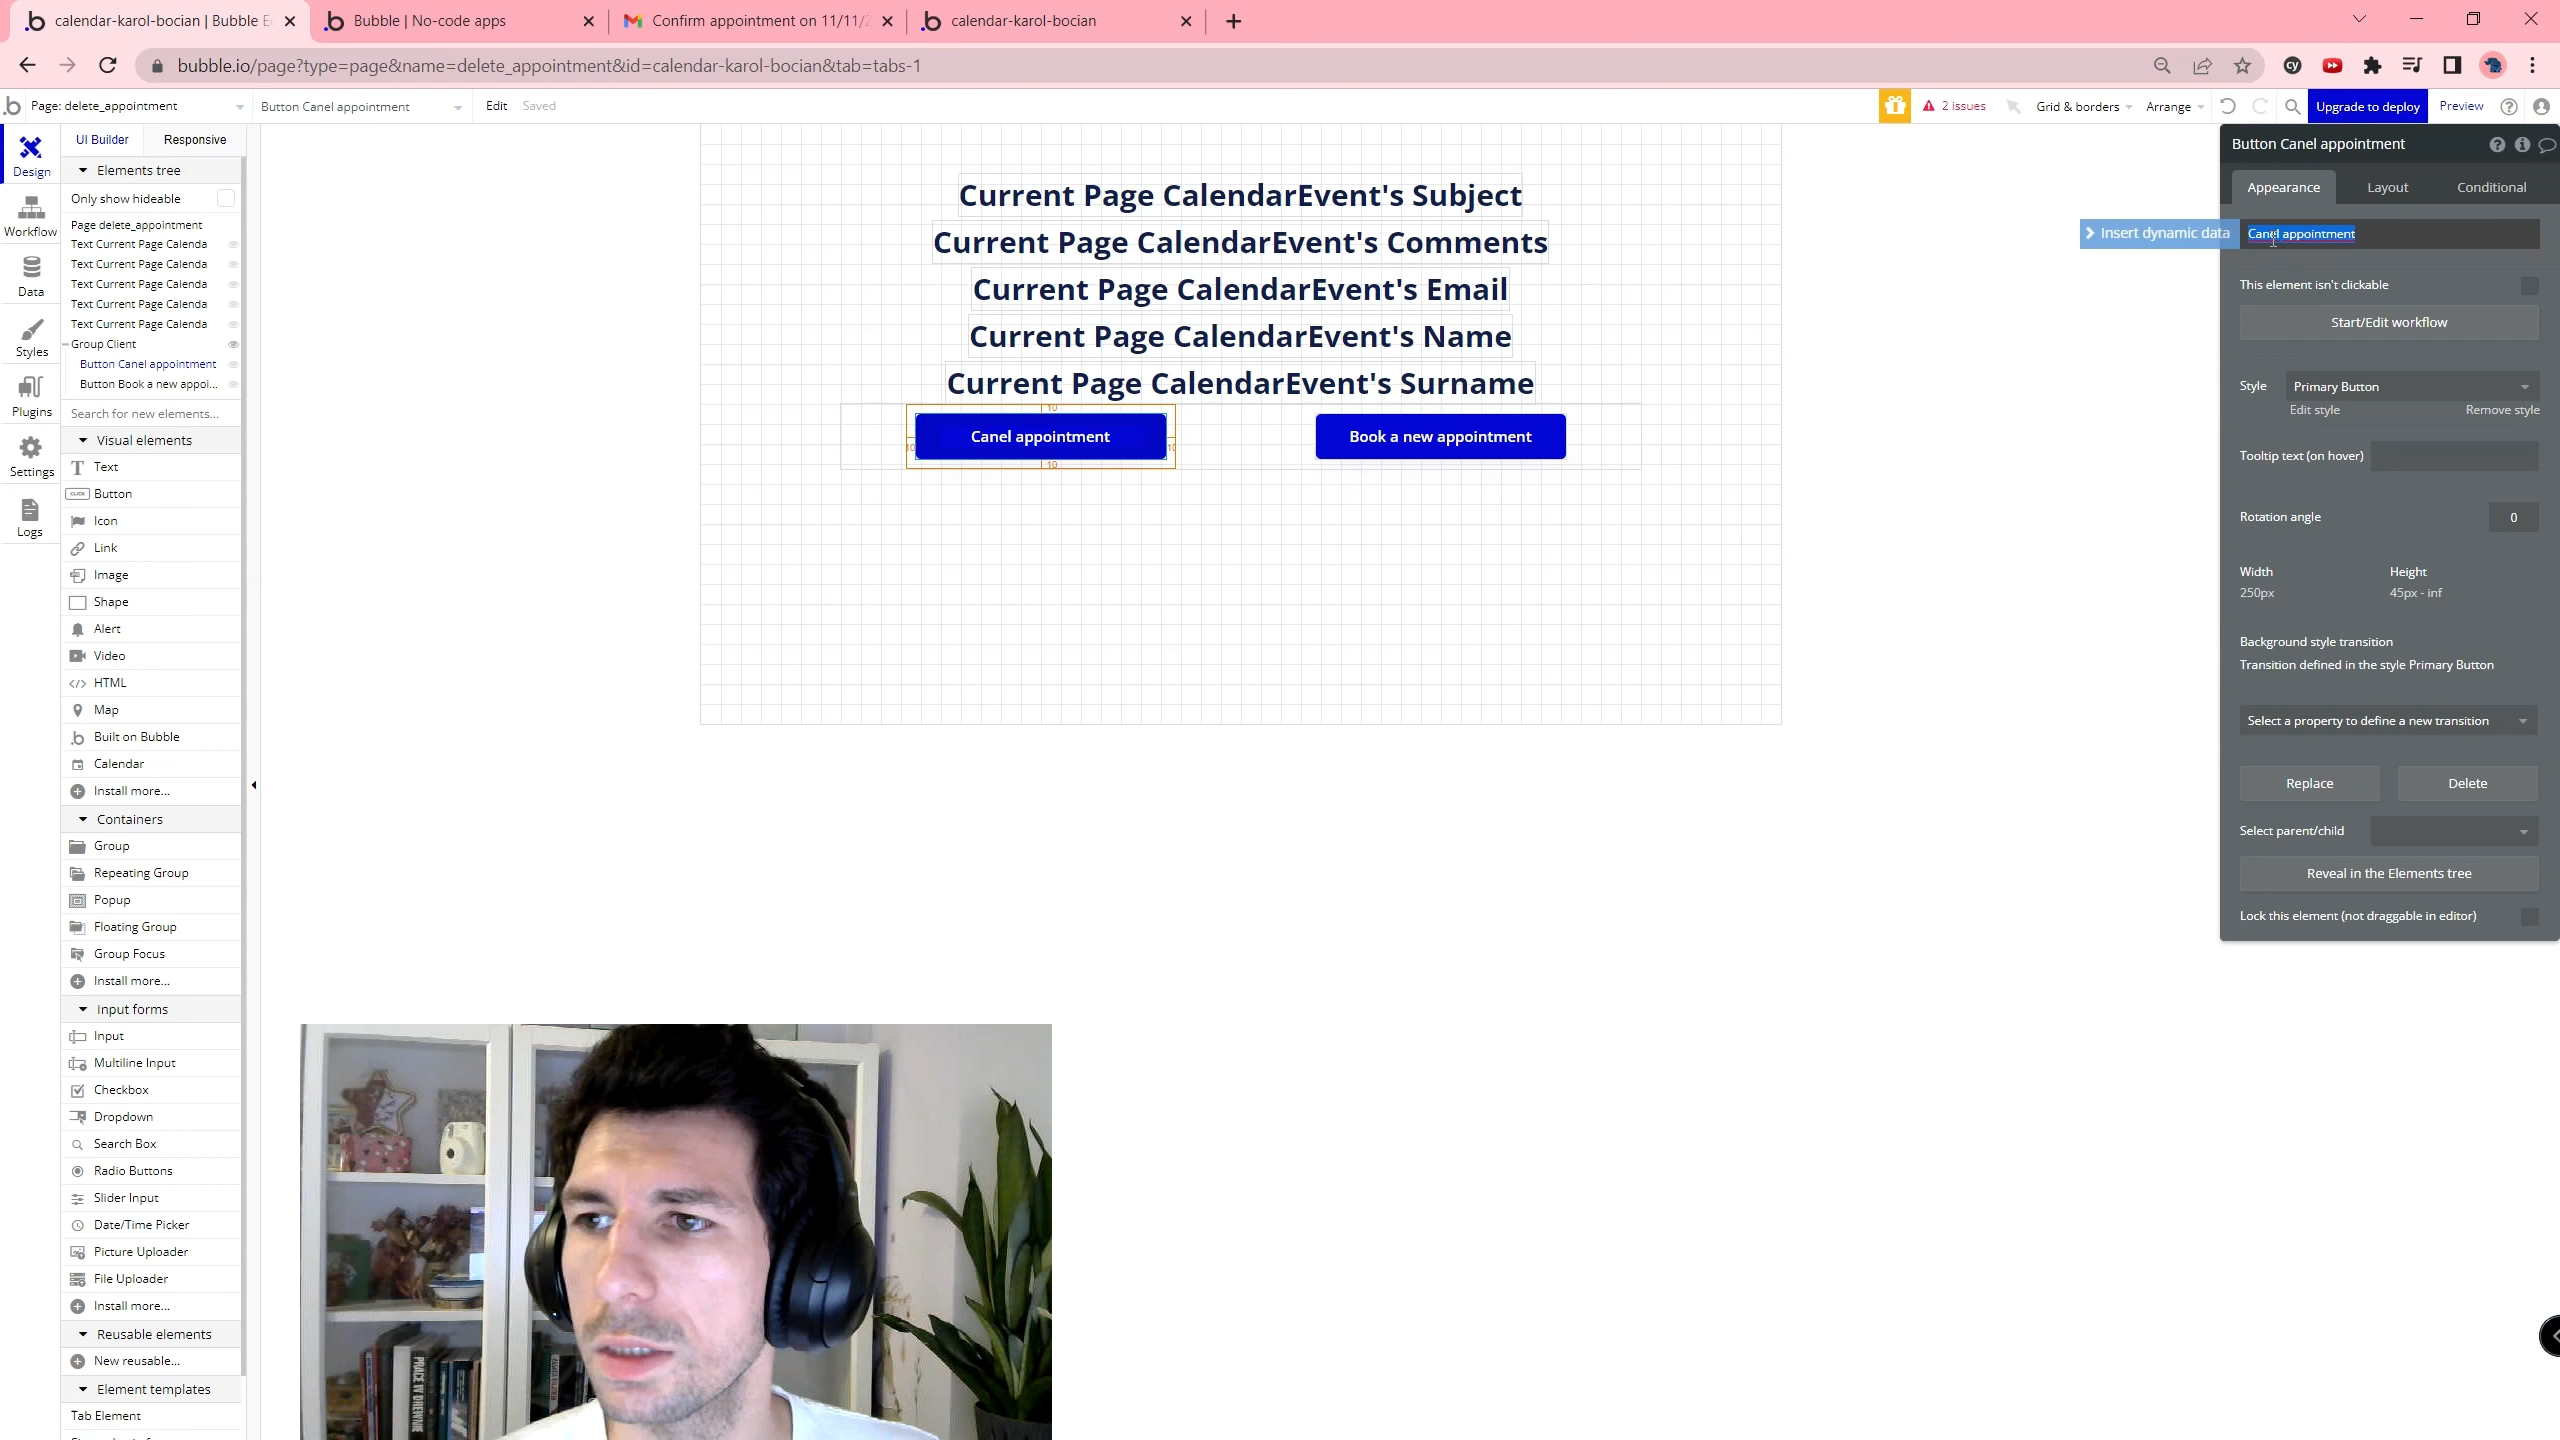 calendar-karol-bocian | Bubble E
Bubble | No-code apps
Confirm appointment on 11/11/2
calendar-karol-bocian
bubble.io/page?type=page&name=delete_appointment&id=calendar-karol-bocian&tab=tabs-1
Page: delete_appointment
Button Canel appointment
Edit
Saved
2 issues
Grid & borders
Arrange
Upgrade to deploy
Preview
Design
Workflow
Data
Styles
Plugins
Settings
Logs
UI Builder
Responsive
Elements tree
Only show hideable
Page delete_appointment
Text Current Page Calenda
Text Current Page Calenda
Text Current Page Calenda
Text Current Page Calenda
Text Current Page Calenda
Group Client
Button Canel appointment
Button Book a new appoi...
Search for new elements...
Visual elements
Text
CLICK Button
Icon
Link
Image
Shape
Alert
Video
HTML
Map
Built on Bubble
Calendar
Install more...
Containers
Group
Repeating Group
Popup
Floating Group
Group Focus
Install more...
Input forms
Input
Multiline Input
Checkbox
Dropdown
Search Box
Radio Buttons
Slider Input
Date/Time Picker
Picture Uploader
File Uploader
Install more...
Reusable elements
New reusable...
Element templates
Tab Element
Current Page CalendarEvent's Subject
Current Page CalendarEvent's Comments
Current Page CalendarEvent's Email
Current Page CalendarEvent's Name
Current Page CalendarEvent's Surname
10
10
10
10
Canel appointment
Book a new appointment
Button Canel appointment
Appearance
Layout
Conditional
Insert dynamic data
Canel appointment
This element isn't clickable
Start/Edit workflow
Style
Primary Button
Edit style
Remove style
Tooltip text (on hover)
Rotation angle
0
Width
Height
250px
45px - inf
Background style transition
Transition defined in the style Primary Button
Select a property to define a new transition
Replace
Delete
Select parent/child
Reveal in the Elements tree
Lock this element (not draggable in editor)